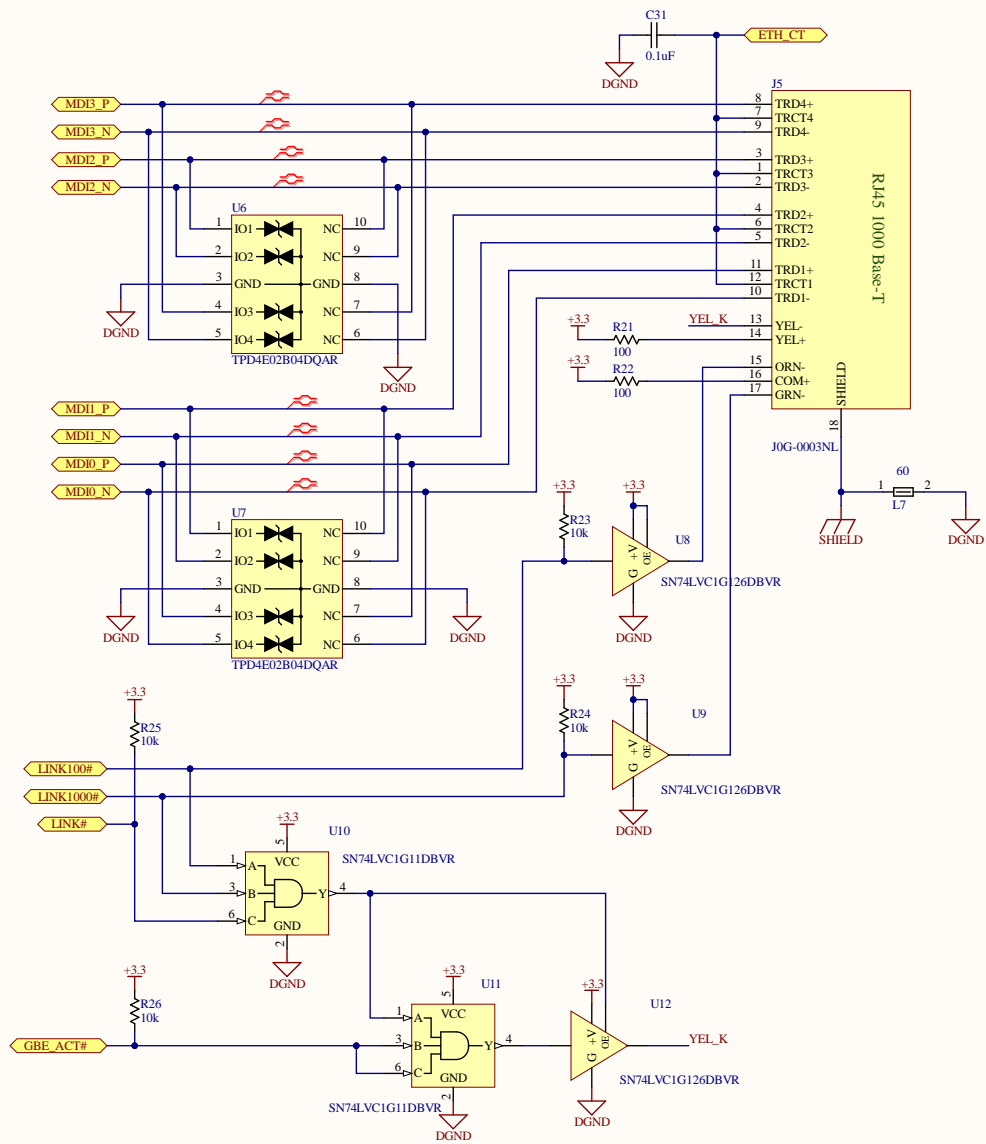 C31
0.1uF
DGND
ETH_CT
J5
MDI3_P
MDI3_N
MDI2_P
MDI2_N
8 TRD4+
7 TRCT4
9 TRD4-
3 TRD3+
1 TRCT3
2 TRD3-
4 TRD2+
6 TRCT2
5 TRD2-
11 TRD1+
12 TRCT1
10 TRD1-
YEL_K 13 YEL-
14 YEL+
15 ORN-
16 COM+
17 GRN-
RJ45 1000 Base-T
SHIELD
18
J0G-0003NL
U6
1 IO1 NC 10
2 IO2 NC 9
3 GND GND 8
4 IO3 NC 7
5 IO4 NC 6
TPD4E02B04DQAR
DGND
DGND
+3.3
R21
100
+3.3
R22
100
60
1 2
L7
SHIELD
DGND
MDI1_P
MDI1_N
MDI0_P
MDI0_N
U7
1 IO1 NC 10
2 IO2 NC 9
3 GND GND 8
4 IO3 NC 7
5 IO4 NC 6
TPD4E02B04DQAR
DGND
DGND
+3.3
R23
10k
+3.3
U8
G +V OE
SN74LVC1G126DBVR
DGND
+3.3
R24
10k
+3.3
U9
G +V OE
SN74LVC1G126DBVR
DGND
+3.3
R25
10k
LINK100#
LINK1000#
LINK#
+3.3
U10
5
SN74LVC1G11DBVR
VCC
1 A
3 B Y 4
6 C
GND
2
DGND
+3.3
R26
10k
GBE_ACT#
+3.3
U11
5
VCC
1 A
3 B Y 4
6 C
GND
2
SN74LVC1G11DBVR
DGND
+3.3
U12
G +V OE
YEL_K
SN74LVC1G126DBVR
DGND